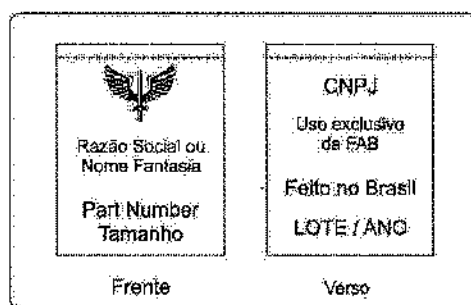 Razão Social ou
Nome Fantasia
Part Number
Tamanho
Frente
CNPJ
Uso exclusivo
da FAB
Feito no Brasil
LOTE / ANO
Verso